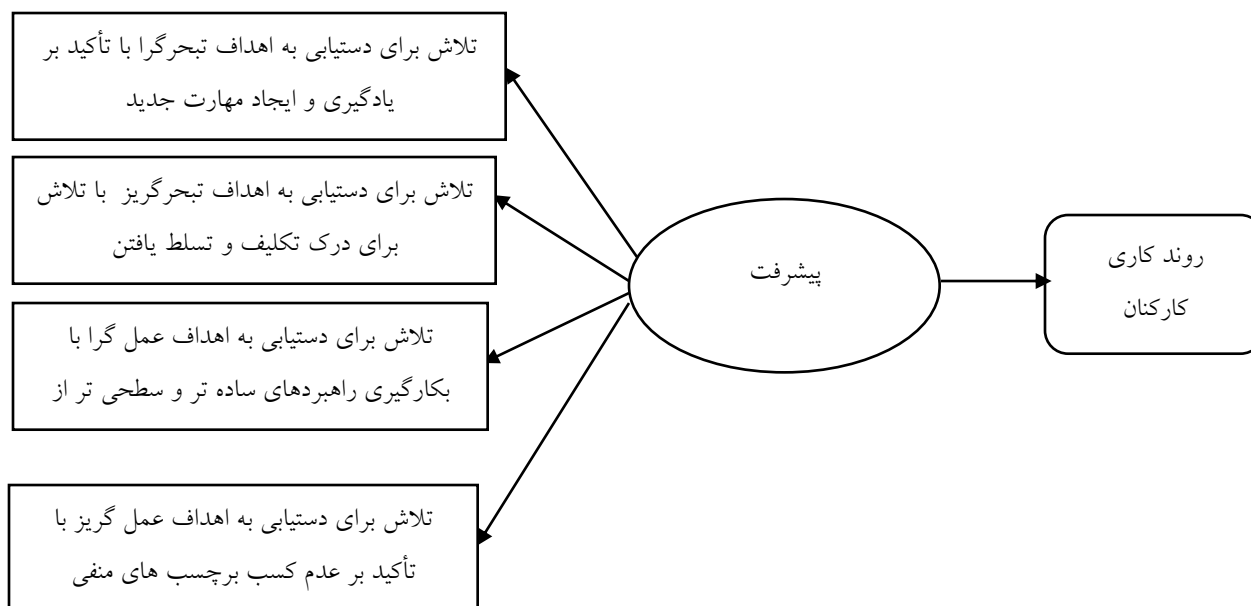 تلاش برای دستیابی به اهداف تبحرگرا با تأکید بر
یادگیری و ایجاد مهارت جدید
تلاش برای دستیابی به اهداف تبحرگریز با تلاش
برای درک تکلیف و تسلط یافتن
تلاش برای دستیابی به اهداف عمل گرا با
بکارگیری راهبردهای ساده تر و سطحی تر از
تلاش برای دستیابی به اهداف عمل گریز با
تأکید بر عدم کسب برچسب های منفی
پیشرفت
روند کاری
کارکنان